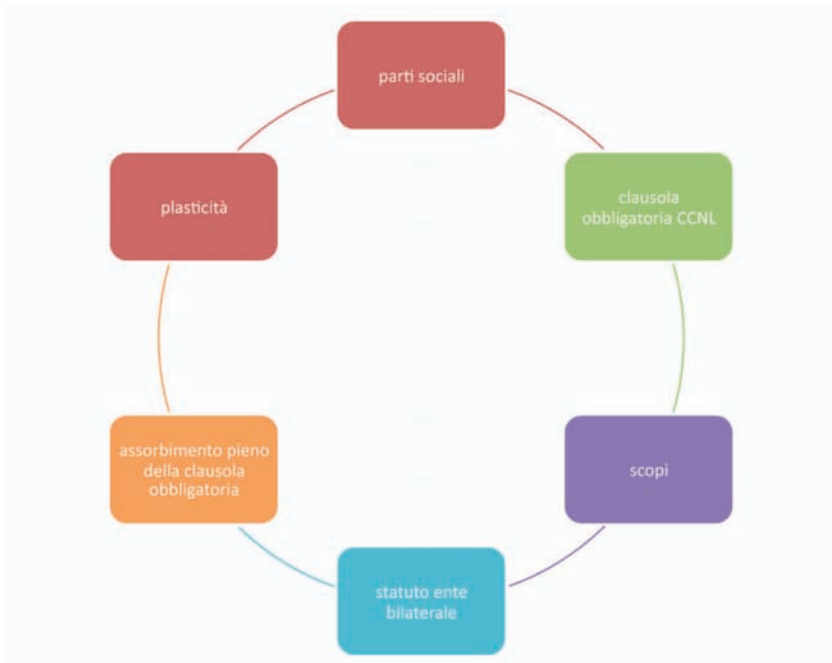 parti sociali
clausola
obbligatoria CCNL
scopi
statuto ente
bilaterale
assorbimento pieno
della clausola
obbligatoria
plasticità